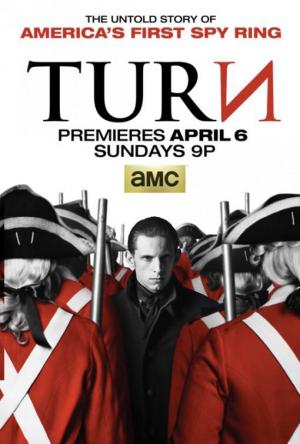 THE UNTOLD STORY OF
AMERICA'S FIRST SPY RING
TURN
PREMIERES APRIL 6
SUNDAYS 9P
aMC